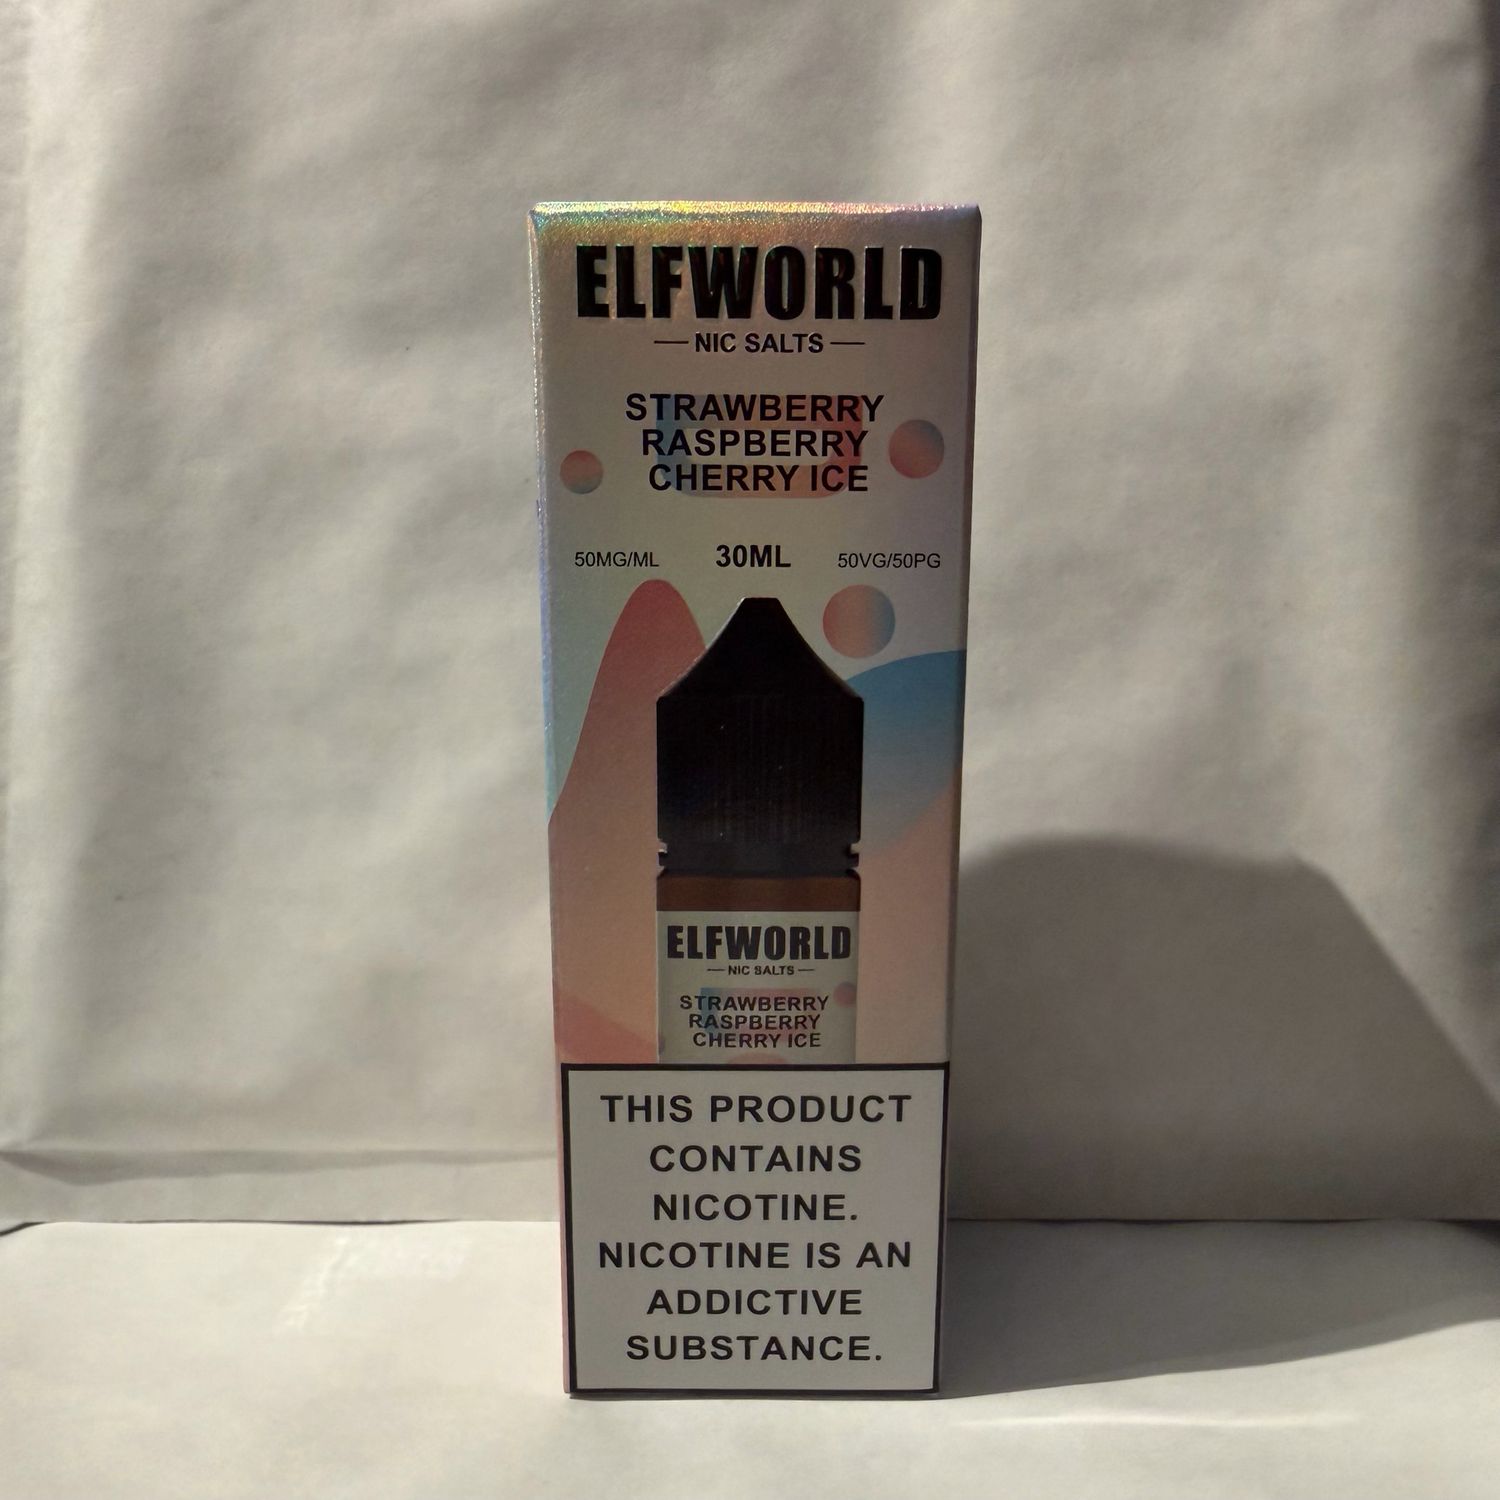 ELFWORLD
NIC SALTS
STRAWBERRY
RASPBERRY
CHERRY ICE
50MG/ML 30ML 50VG/50PG
ELFWORLD
NIC SALTS
STRAWBERRY
RASPBERRY
CHERRY ICE
THIS PRODUCT
CONTAINS
NICOTINE.
NICOTINE IS AN
ADDICTIVE
SUBSTANCE.